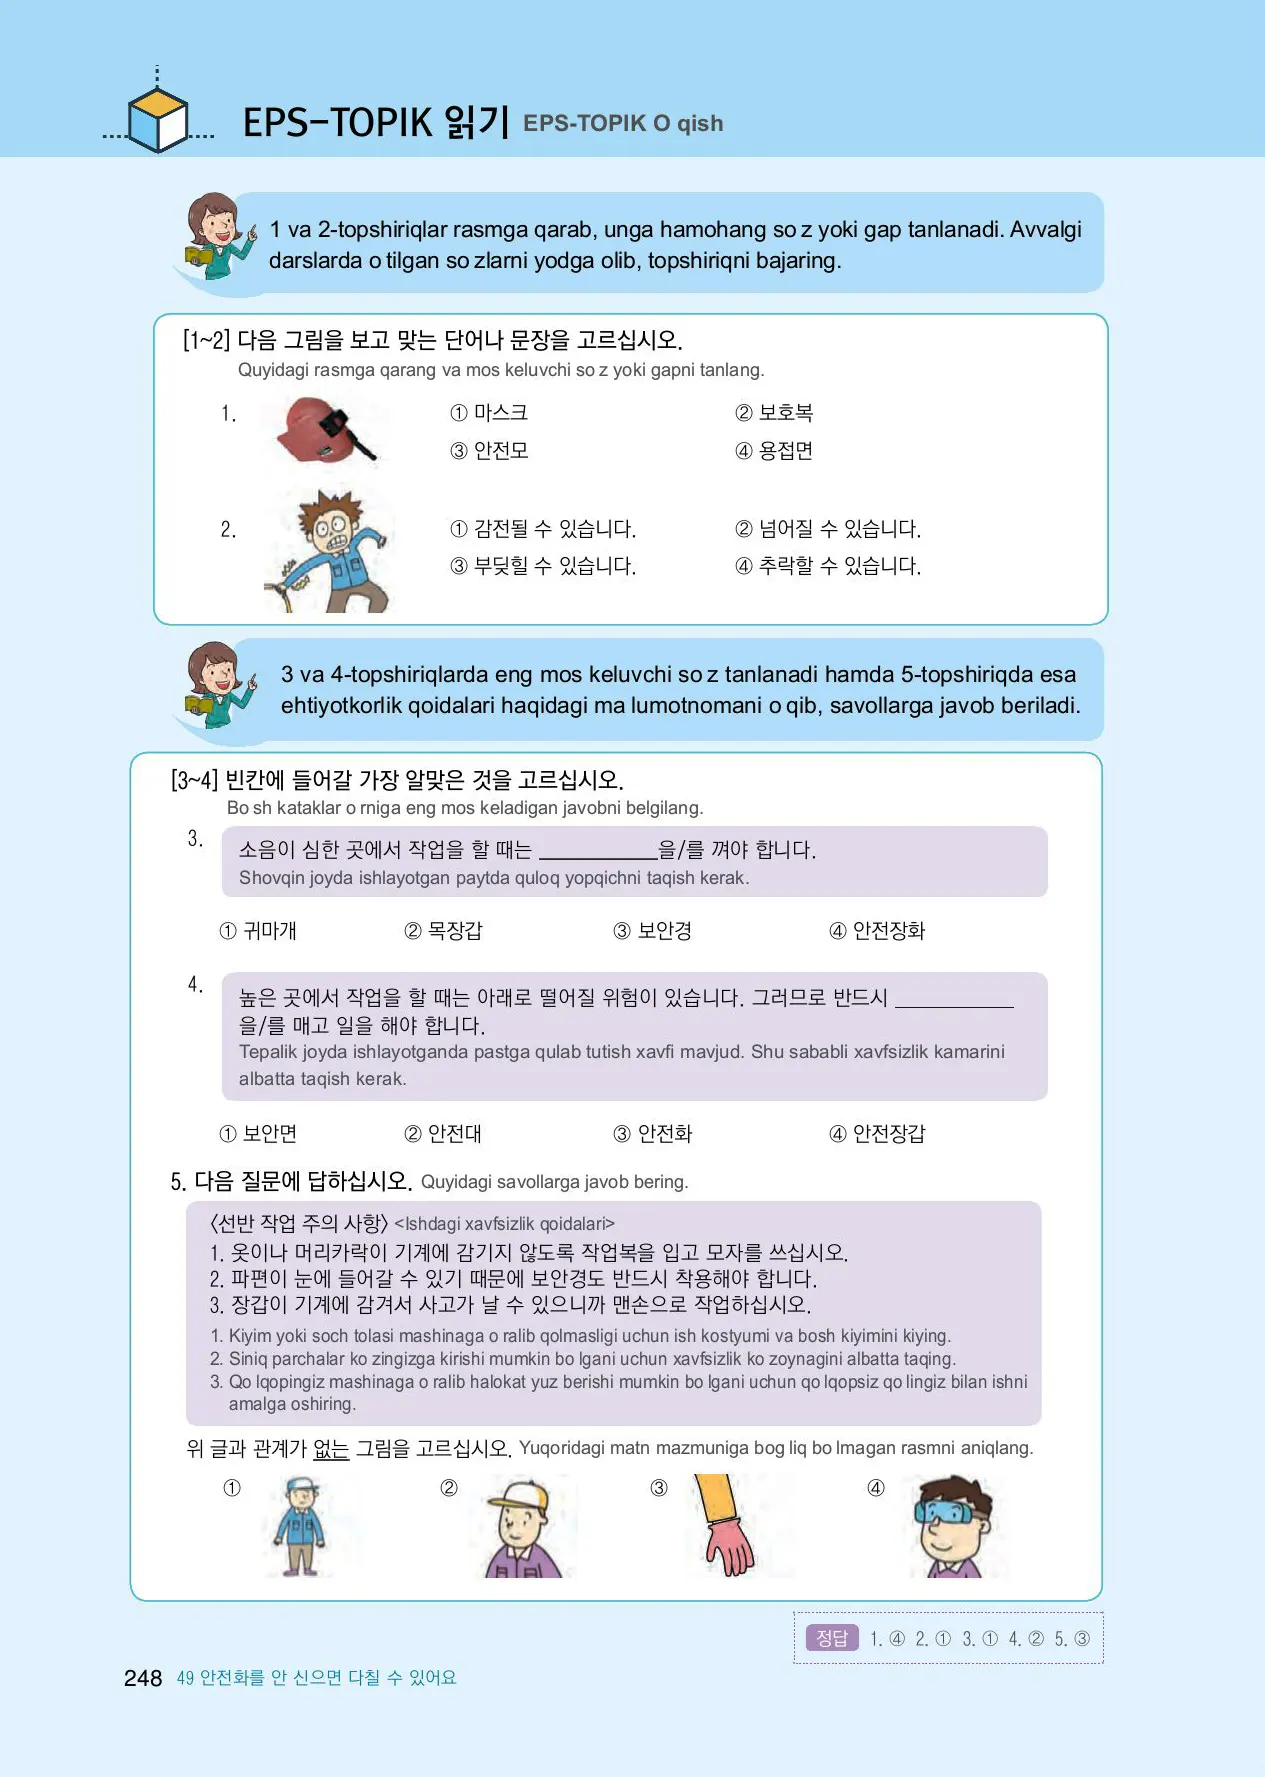 EPS-TOPIK 읽기 EPS-TOPIK O qish
1 va 2-topshiriqlar rasmga qarab, unga hamohang so z yoki gap tanlanadi. Avvalgi
darslarda o tilgan so zlarni yodga olib, topshiriqni bajaring.
[1~2] 다음 그림을 보고 맞는 단어나 문장을 고르십시오.
Quyidagi rasmga qarang va mos keluvchi so z yoki gapni tanlang.
1. ① 마스크 ② 보호복
③ 안전모 ④ 용접면
2. ① 감전될 수 있습니다. ② 넘어질 수 있습니다.
③ 부딪힐 수 있습니다. ④ 추락할 수 있습니다.
3 va 4-topshiriqlarda eng mos keluvchi so z tanlanadi hamda 5-topshiriqda esa
ehtiyotkorlik qoidalari haqidagi ma lumotnomani o qib, savollarga javob beriladi.
[3~4] 빈칸에 들어갈 가장 알맞은 것을 고르십시오.
Bo sh kataklar o rniga eng mos keladigan javobni belgilang.
3. 소음이 심한 곳에서 작업을 할 때는 ___________을/를 껴야 합니다.
Shovqin joyda ishlayotgan paytda quloq yopqichni taqish kerak.
① 귀마개 ② 목장갑 ③ 보안경 ④ 안전장화
4. 높은 곳에서 작업을 할 때는 아래로 떨어질 위험이 있습니다. 그러므로 반드시 ___________
을/를 매고 일을 해야 합니다.
Tepalik joyda ishlayotganda pastga qulab tutish xavfi mavjud. Shu sababli xavfsizlik kamarini
albatta taqish kerak.
① 보안면 ② 안전대 ③ 안전화 ④ 안전장갑
5. 다음 질문에 답하십시오. Quyidagi savollarga javob bering.
〈선반 작업 주의 사항〉 <Ishdagi xavfsizlik qoidalari>
1. 옷이나 머리카락이 기계에 감기지 않도록 작업복을 입고 모자를 쓰십시오.
2. 파편이 눈에 들어갈 수 있기 때문에 보안경도 반드시 착용해야 합니다.
3. 장갑이 기계에 감겨서 사고가 날 수 있으니까 맨손으로 작업하십시오.
1. Kiyim yoki soch tolasi mashinaga o ralib qolmasligi uchun ish kostyumi va bosh kiyimini kiying.
2. Siniq parchalar ko zingizga kirishi mumkin bo lgani uchun xavfsizlik ko zoynagini albatta taqing.
3. Qo lqopingiz mashinaga o ralib halokat yuz berishi mumkin bo lgani uchun qo lqopsiz qo lingiz bilan ishni
amalga oshiring.
위 글과 관계가 없는 그림을 고르십시오. Yuqoridagi matn mazmuniga bog liq bo lmagan rasmni aniqlang.
① ② ③ ④
정답 1. ④ 2. ① 3. ① 4. ② 5. ③
248 49 안전화를 안 신으면 다칠 수 있어요